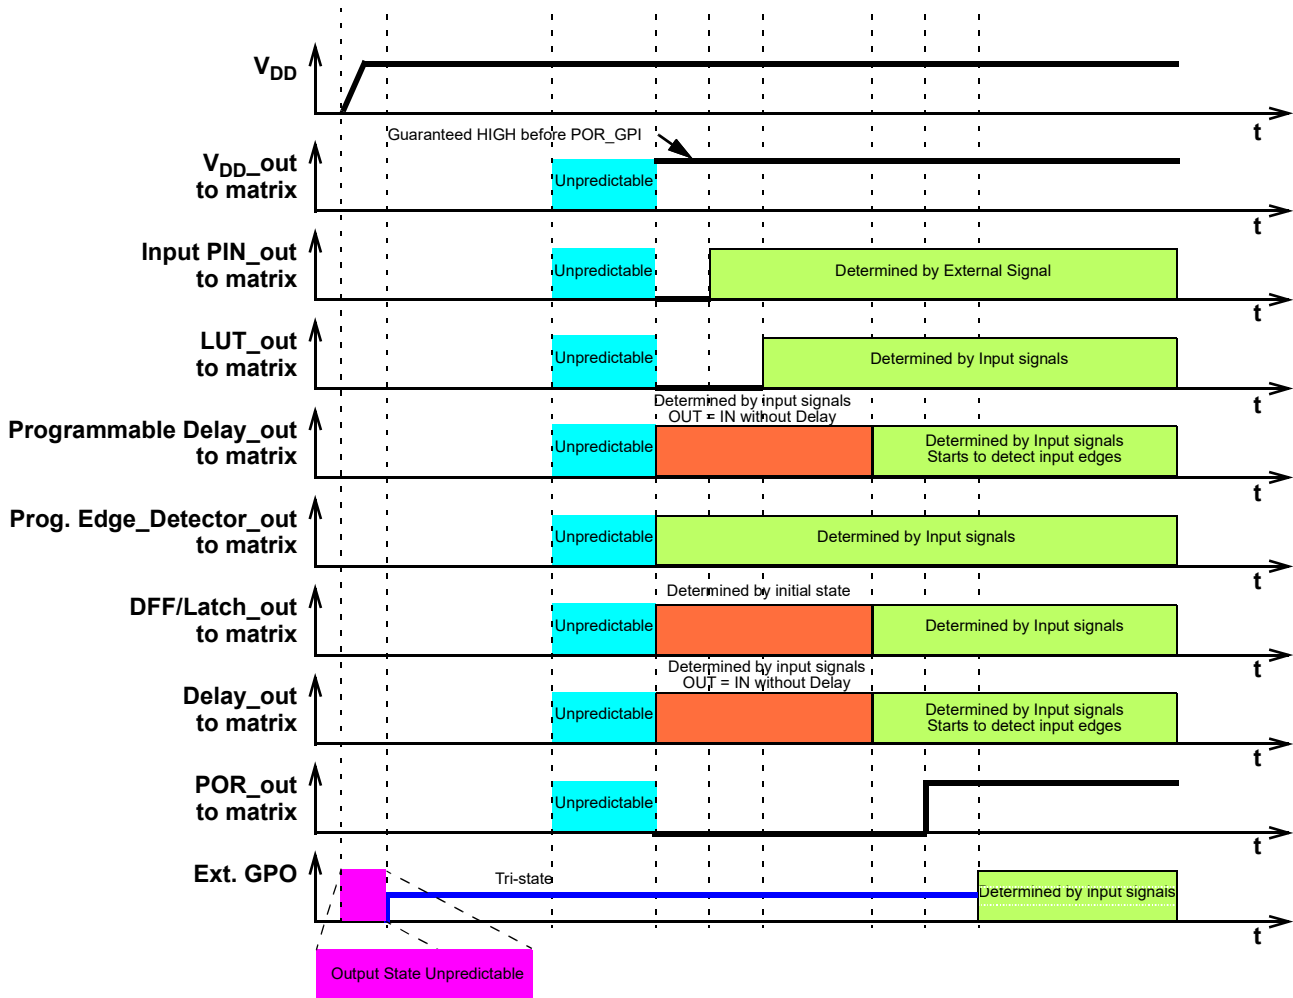 V_DD
t
Guaranteed HIGH before POR_GPI
V_DD_out
to matrix
Unpredictable
t
Input PIN_out
to matrix
Unpredictable
Determined by External Signal
t
LUT_out
to matrix
Unpredictable
Determined by Input signals
t
Determined by input signals
OUT = IN without Delay
Programmable Delay_out
to matrix
Unpredictable
Determined by Input signals
Starts to detect input edges
t
Prog. Edge_Detector_out
to matrix
Unpredictable
Determined by Input signals
t
Determined by initial state
DFF/Latch_out
to matrix
Unpredictable
Determined by Input signals
t
Determined by input signals
OUT = IN without Delay
Delay_out
to matrix
Unpredictable
Determined by Input signals
Starts to detect input edges
t
POR_out
to matrix
Unpredictable
t
Ext. GPO
Tri-state
Determined by input signals
t
Output State Unpredictable